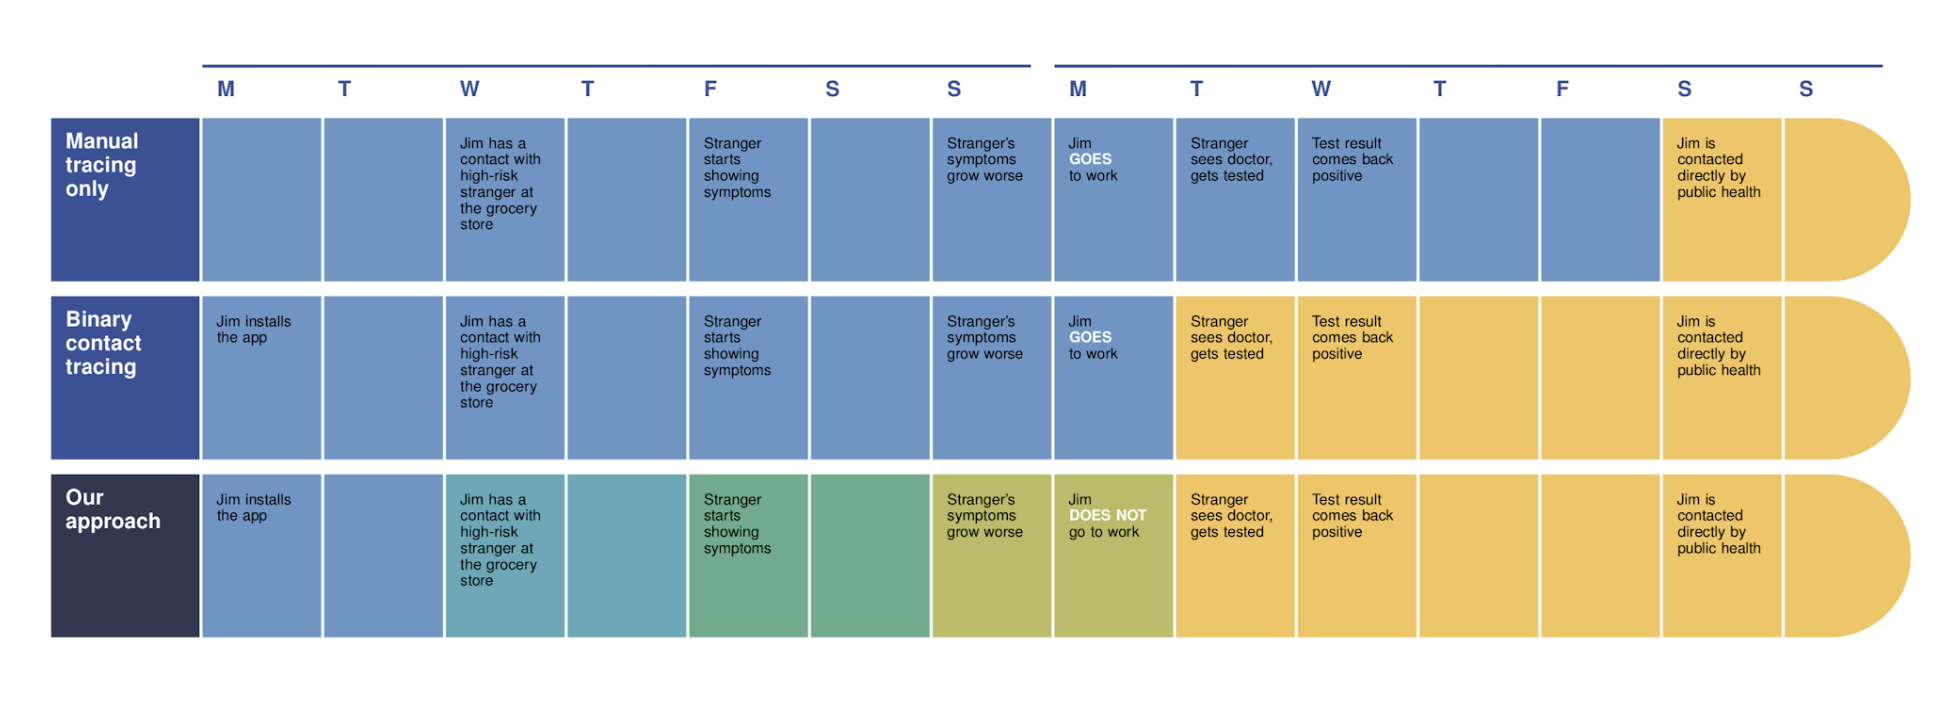 M T W T F S S M T W T F S S
Manual
tracing
only
Jim has a
contact with
high-risk
stranger at
the grocery
store
Stranger
starts
showing
symptoms
Stranger's
symptoms
grow worse
Jim
GOES
to work
Stranger
sees doctor,
gets tested
Test result
comes back
positive
Jim is
contacted
directly by
public health
Binary
contact
tracing
Jim installs
the app
Jim has a
contact with
high-risk
stranger at
the grocery
store
Stranger
starts
showing
symptoms
Stranger's
symptoms
grow worse
Jim
GOES
to work
Stranger
sees doctor,
gets tested
Test result
comes back
positive
Jim is
contacted
directly by
public health
Our
approach
Jim installs
the app
Jim has a
contact with
high-risk
stranger at
the grocery
store
Stranger
starts
showing
symptoms
Stranger's
symptoms
grow worse
Jim
DOES NOT
go to work
Stranger
sees doctor,
gets tested
Test result
comes back
positive
Jim is
contacted
directly by
public health